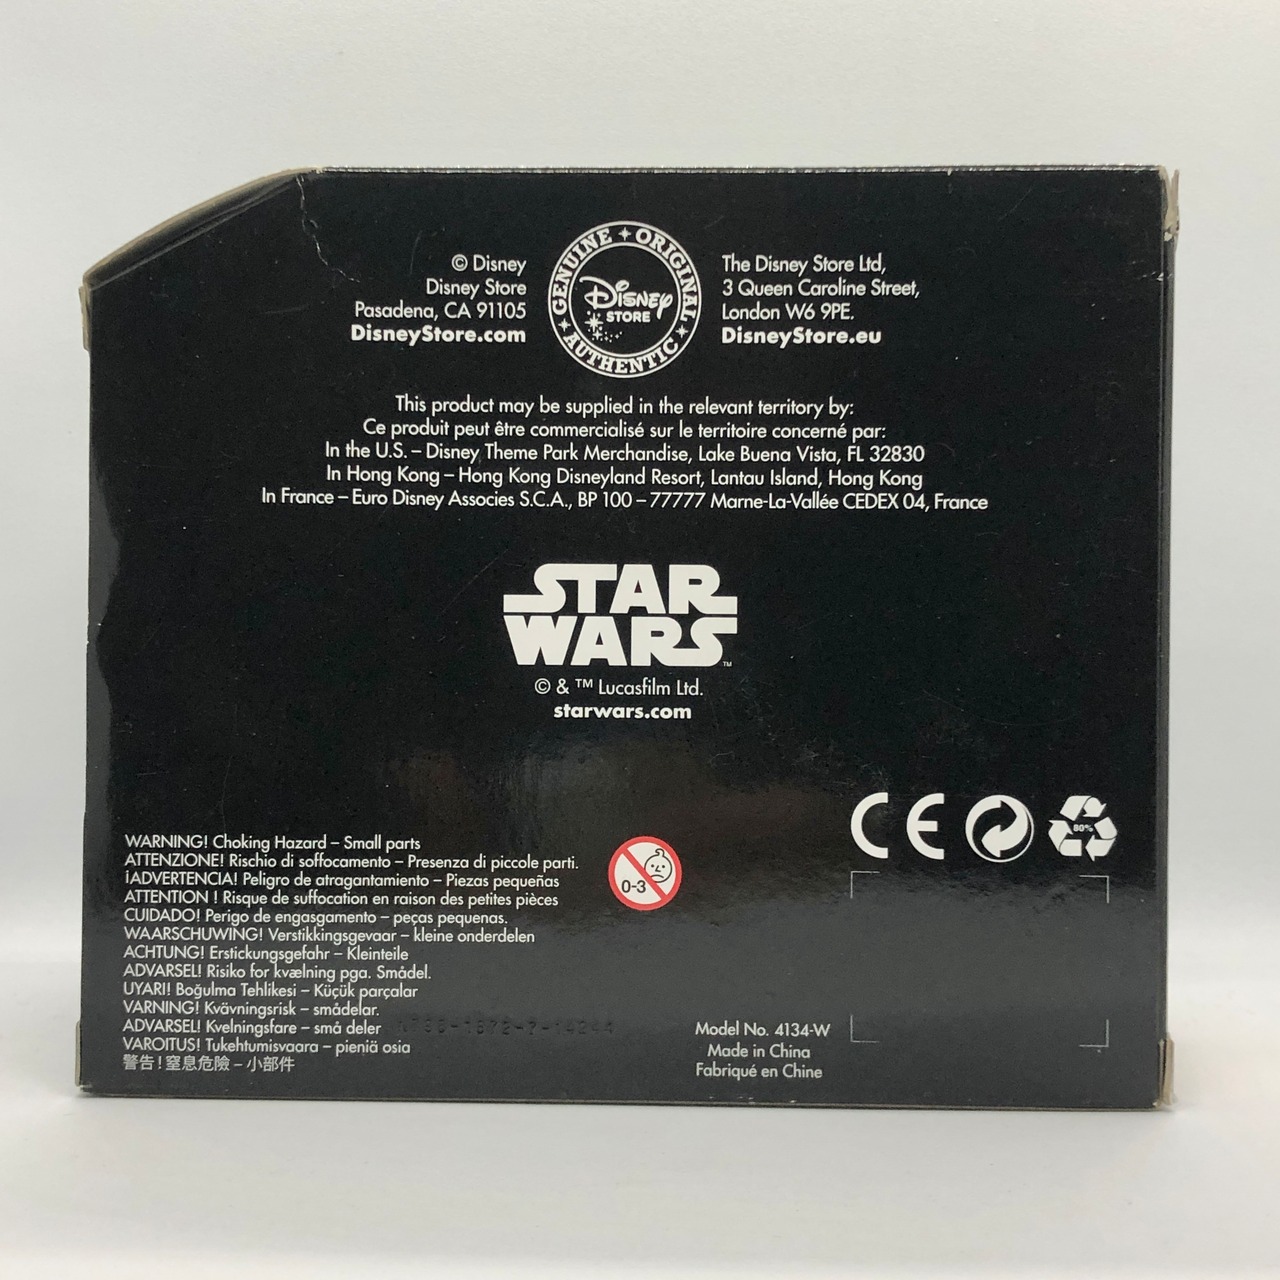 © Disney
Disney Store
Pasadena, CA 91105
DisneyStore.com
GENUINE ORIGINAL AUTHENTIC
Disney
STORE
The Disney Store Ltd,
3 Queen Caroline Street,
London W6 9PE.
DisneyStore.eu
This product may be supplied in the relevant territory by:
Ce produit peut être commercialisé sur le territoire concerné par:
In the U.S. – Disney Theme Park Merchandise, Lake Buena Vista, FL 32830
In Hong Kong – Hong Kong Disneyland Resort, Lantau Island, Hong Kong
In France – Euro Disney Associes S.C.A., BP 100 – 77777 Marne-La-Vallée CEDEX 04, France
STAR
WARS™
© & ™ Lucasfilm Ltd.
starwars.com
CE
80%
WARNING! Choking Hazard – Small parts
ATTENZIONE! Rischio di soffocamento – Presenza di piccole parti.
¡ADVERTENCIA! Peligro de atragantamiento – Piezas pequeñas
ATTENTION ! Risque de suffocation en raison des petites pièces
CUIDADO! Perigo de engasgamento – peças pequenas.
WAARSCHUWING! Verstikkingsgevaar – kleine onderdelen
ACHTUNG! Erstickungsgefahr – Kleinteile
ADVARSEL! Risiko for kvælning pga. Smådel.
UYARI! Boğulma Tehlikesi – Küçük parçalar
VARNING! Kvävningsrisk – smådelar.
ADVARSEL! Kvelningsfare – små deler
VAROITUS! Tukehtumisvaara – pieniä osia
警告！窒息危險 – 小部件
0-3
Model No. 4134-W
Made in China
Fabriqué en Chine